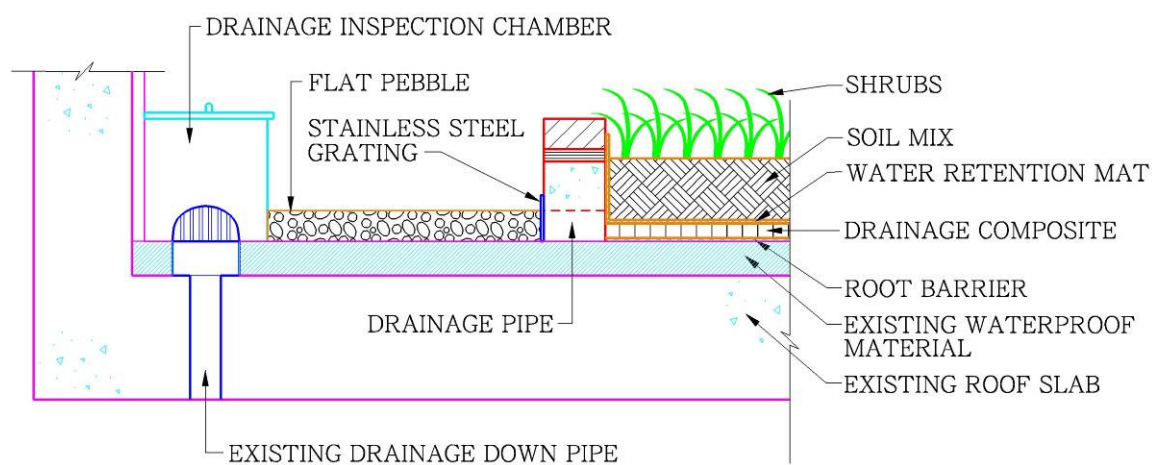 DRAINAGE INSPECTION CHAMBER
FLAT PEBBLE
STAINLESS STEEL
GRATING
SHRUBS
SOIL MIX
WATER RETENTION MAT
DRAINAGE COMPOSITE
ROOT BARRIER
DRAINAGE PIPE
EXISTING WATERPROOF
MATERIAL
EXISTING ROOF SLAB
EXISTING DRAINAGE DOWN PIPE